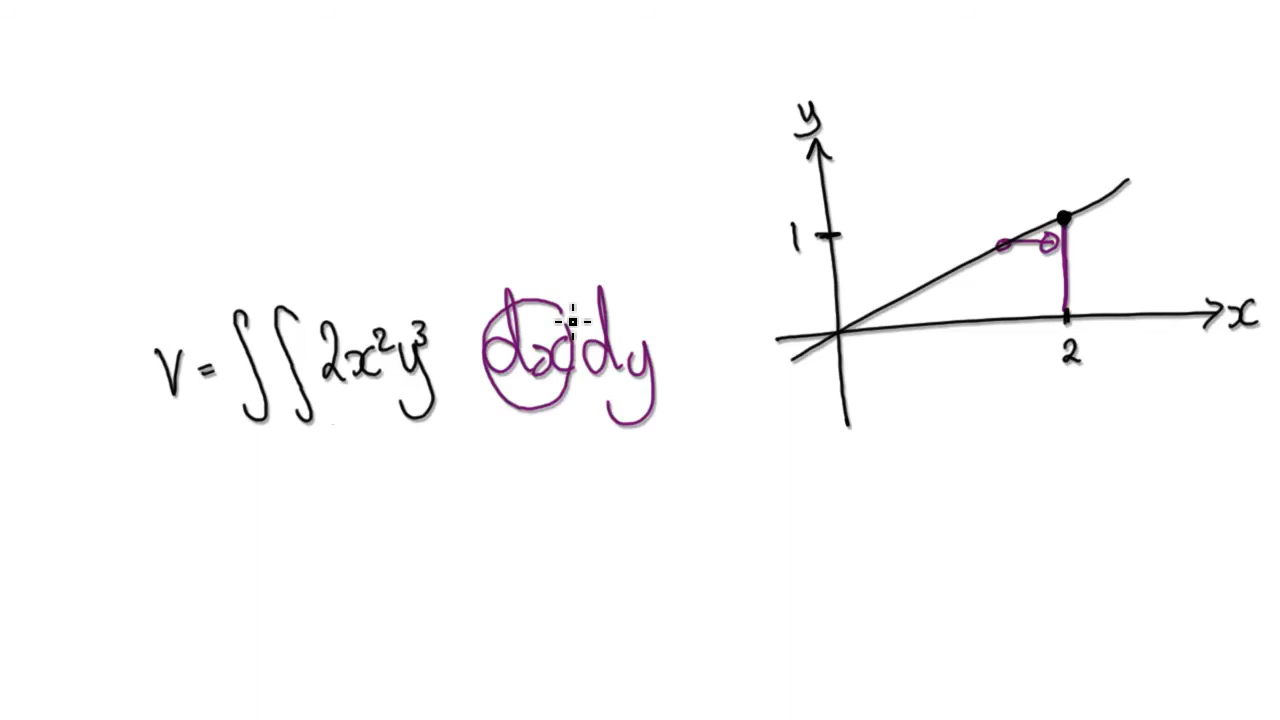 y
1
V = ∫∫ 2x²y³ dx dy
x
2